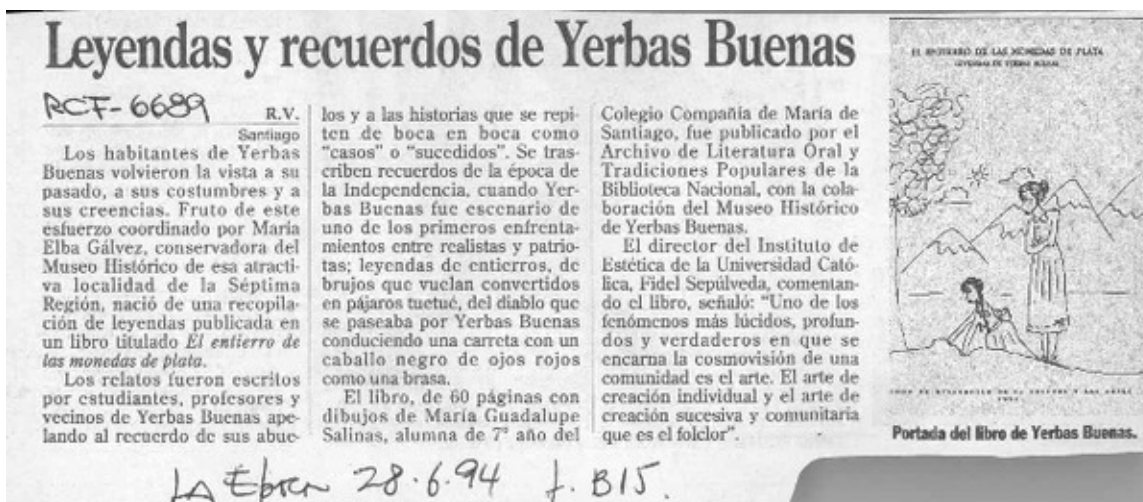 Leyendas y recuerdos de Yerbas Buenas
RCF-6689
R.V.
Santiago
Los habitantes de Yerbas
Buenas volvieron la vista a su
pasado, a sus costumbres y a
sus creencias. Fruto de este
esfuerzo coordinado por María
Elba Gálvez, conservadora del
Museo Histórico de esa atracti-
va localidad de la Séptima
Región, nació de una recopila-
ción de leyendas publicada en
un libro titulado El entierro de
las monedas de plata.
Los relatos fueron escritos
por estudiantes, profesores y
vecinos de Yerbas Buenas ape-
lando al recuerdo de sus abue-
los y a las historias que se repi-
ten de boca en boca como
"casos" o "sucedidos". Se tras-
criben recuerdos de la época de
la Independencia, cuando Yer-
bas Buenas fue escenario de
uno de los primeros enfrenta-
mientos entre realistas y patrio-
tas; leyendas de entierros, de
brujos que vuelan convertidos
en pájaros tuetué, del diablo que
se paseaba por Yerbas Buenas
conduciendo una carreta con un
caballo negro de ojos rojos
como una brasa.
El libro, de 60 páginas con
dibujos de María Guadalupe
Salinas, alumna de 7º año del
Colegio Compañía de María de
Santiago, fue publicado por el
Archivo de Literatura Oral y
Tradiciones Populares de la
Biblioteca Nacional, con la cola-
boración del Museo Histórico
de Yerbas Buenas.
El director del Instituto de
Estética de la Universidad Cató-
lica, Fidel Sepúlveda, comentan-
do el libro, señaló: "Uno de los
fenómenos más lúcidos, profun-
dos y verdaderos en que se
encarna la cosmovisión de una
comunidad es el arte. El arte de
creación individual y el arte de
creación sucesiva y comunitaria
que es el folclor".
EL ENTIERRO DE LAS MONEDAS DE PLATA
LEYENDAS DE YERBAS BUENAS
Portada del libro de Yerbas Buenas.
LA 28.6.94 B15.